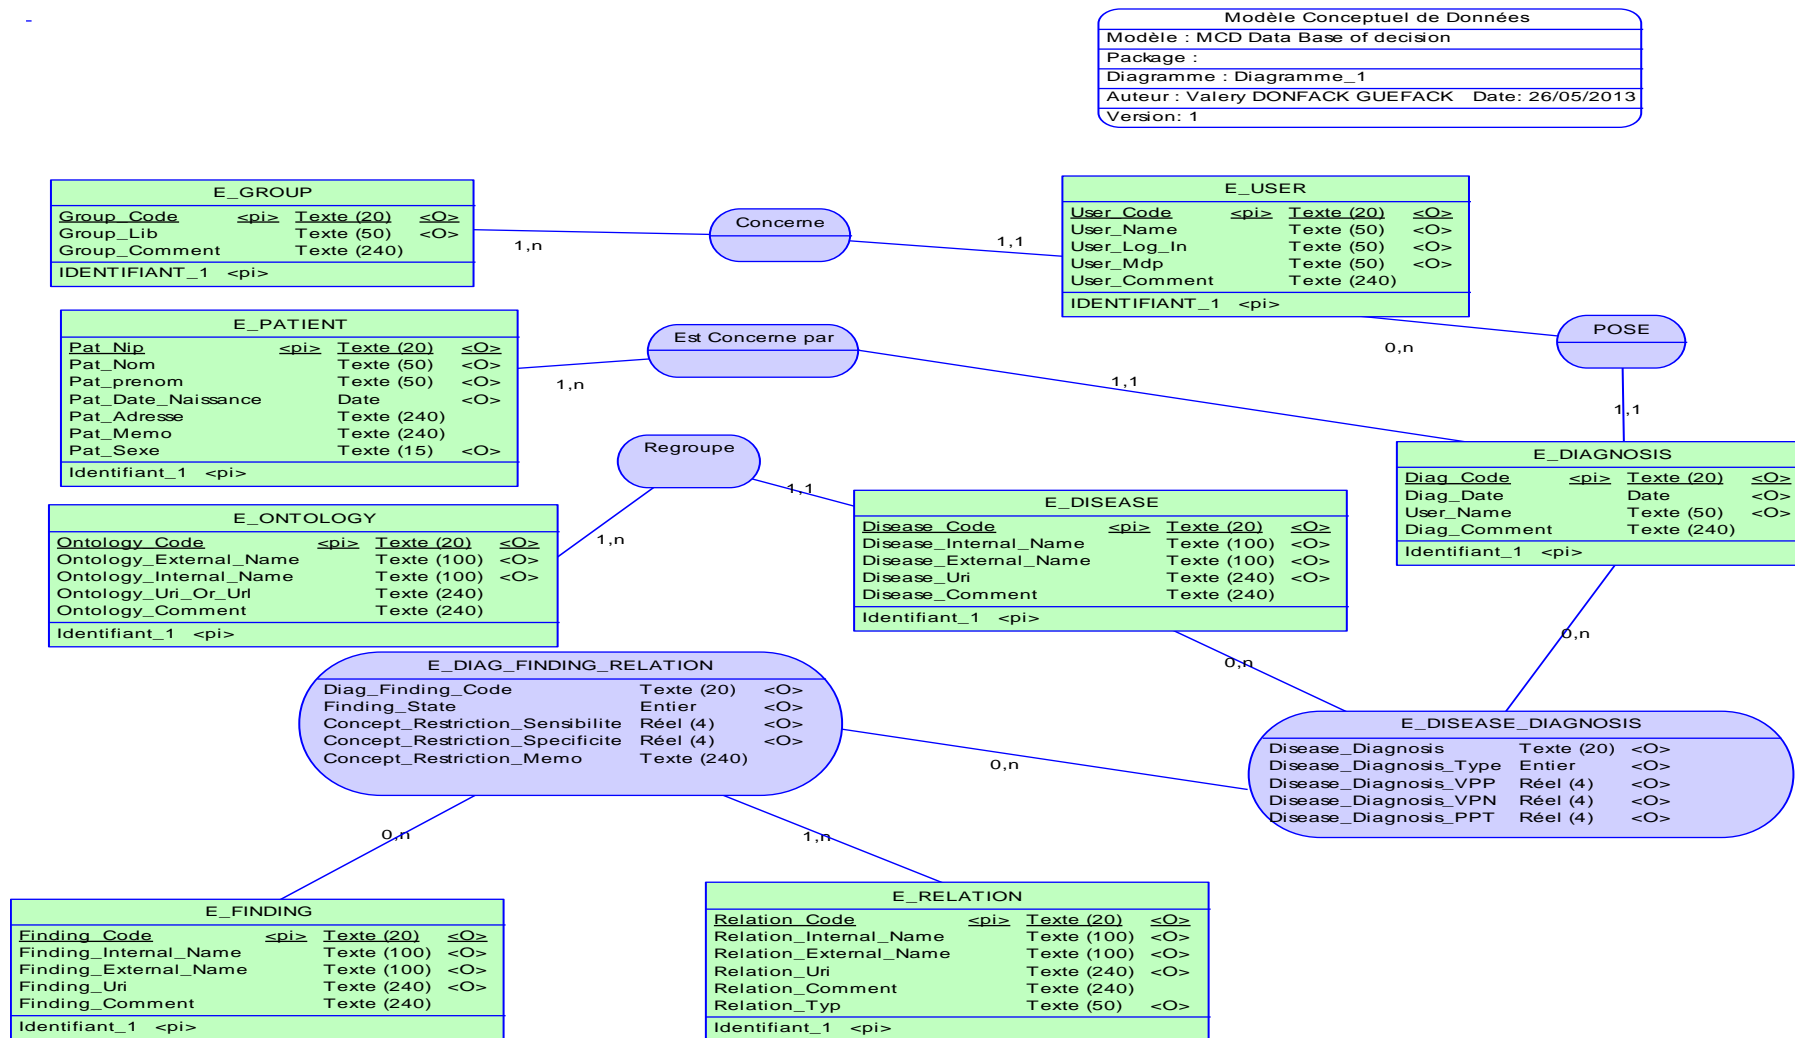 Modèle Conceptuel de Données
Modèle : MCD Data Base of decision
Package :
Diagramme : Diagramme_1
Auteur : Valery DONFACK GUEFACK Date: 26/05/2013
Version: 1
E_GROUP
Group_Code <pi> Texte (20) <O>
Group_Lib Texte (50) <O>
Group_Comment Texte (240)
IDENTIFIANT_1 <pi>
1,n
Concerne
1,1
E_USER
User_Code <pi> Texte (20) <O>
User_Name Texte (50) <O>
User_Log_In Texte (50) <O>
User_Mdp Texte (50) <O>
User_Comment Texte (240)
IDENTIFIANT_1 <pi>
0,n
POSE
1,1
E_PATIENT
Pat_Nip <pi> Texte (20) <O>
Pat_Nom Texte (50) <O>
Pat_prenom Texte (50) <O>
Pat_Date_Naissance Date <O>
Pat_Adresse Texte (240)
Pat_Memo Texte (240)
Pat_Sexe Texte (15) <O>
Identifiant_1 <pi>
1,n
Est Concerne par
1,1
E_DIAGNOSIS
Diag_Code <pi> Texte (20) <O>
Diag_Date Date <O>
User_Name Texte (50) <O>
Diag_Comment Texte (240)
Identifiant_1 <pi>
0,n
Regroupe
1,1
1,n
E_ONTOLOGY
Ontology_Code <pi> Texte (20) <O>
Ontology_External_Name Texte (100) <O>
Ontology_Internal_Name Texte (100) <O>
Ontology_Uri_Or_Url Texte (240)
Ontology_Comment Texte (240)
Identifiant_1 <pi>
E_DISEASE
Disease_Code <pi> Texte (20) <O>
Disease_Internal_Name Texte (100) <O>
Disease_External_Name Texte (100) <O>
Disease_Uri Texte (240) <O>
Disease_Comment Texte (240)
Identifiant_1 <pi>
0,n
E_DIAG_FINDING_RELATION
Diag_Finding_Code Texte (20) <O>
Finding_State Entier <O>
Concept_Restriction_Sensibilite Réel (4) <O>
Concept_Restriction_Specificite Réel (4) <O>
Concept_Restriction_Memo Texte (240)
0,n
E_DISEASE_DIAGNOSIS
Disease_Diagnosis Texte (20) <O>
Disease_Diagnosis_Type Entier <O>
Disease_Diagnosis_VPP Réel (4) <O>
Disease_Diagnosis_VPN Réel (4) <O>
Disease_Diagnosis_PPT Réel (4) <O>
0,n
1,n
E_FINDING
Finding_Code <pi> Texte (20) <O>
Finding_Internal_Name Texte (100) <O>
Finding_External_Name Texte (100) <O>
Finding_Uri Texte (240) <O>
Finding_Comment Texte (240)
Identifiant_1 <pi>
E_RELATION
Relation_Code <pi> Texte (20) <O>
Relation_Internal_Name Texte (100) <O>
Relation_External_Name Texte (100) <O>
Relation_Uri Texte (240) <O>
Relation_Comment Texte (240)
Relation_Typ Texte (50) <O>
Identifiant_1 <pi>